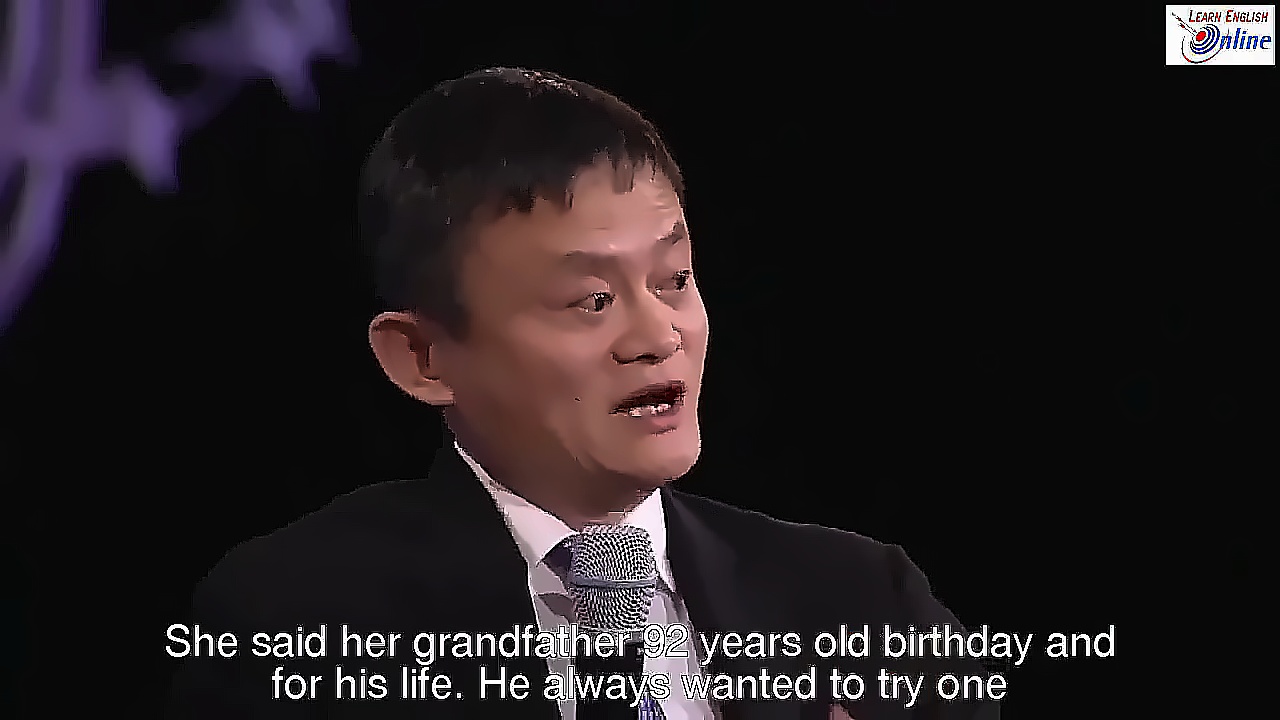 LEARN ENGLISH
Online
She said her grandfather 92 years old birthday and
for his life. He always wanted to try one